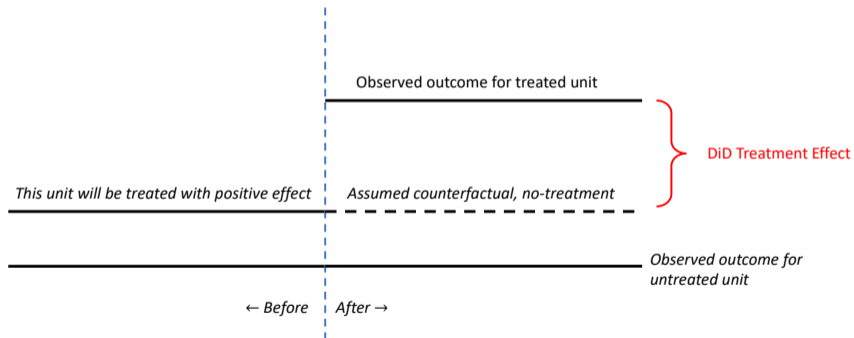 Observed outcome for treated unit
DiD Treatment Effect
This unit will be treated with positive effect
Assumed counterfactual, no-treatment
Observed outcome for
untreated unit
← Before
After →